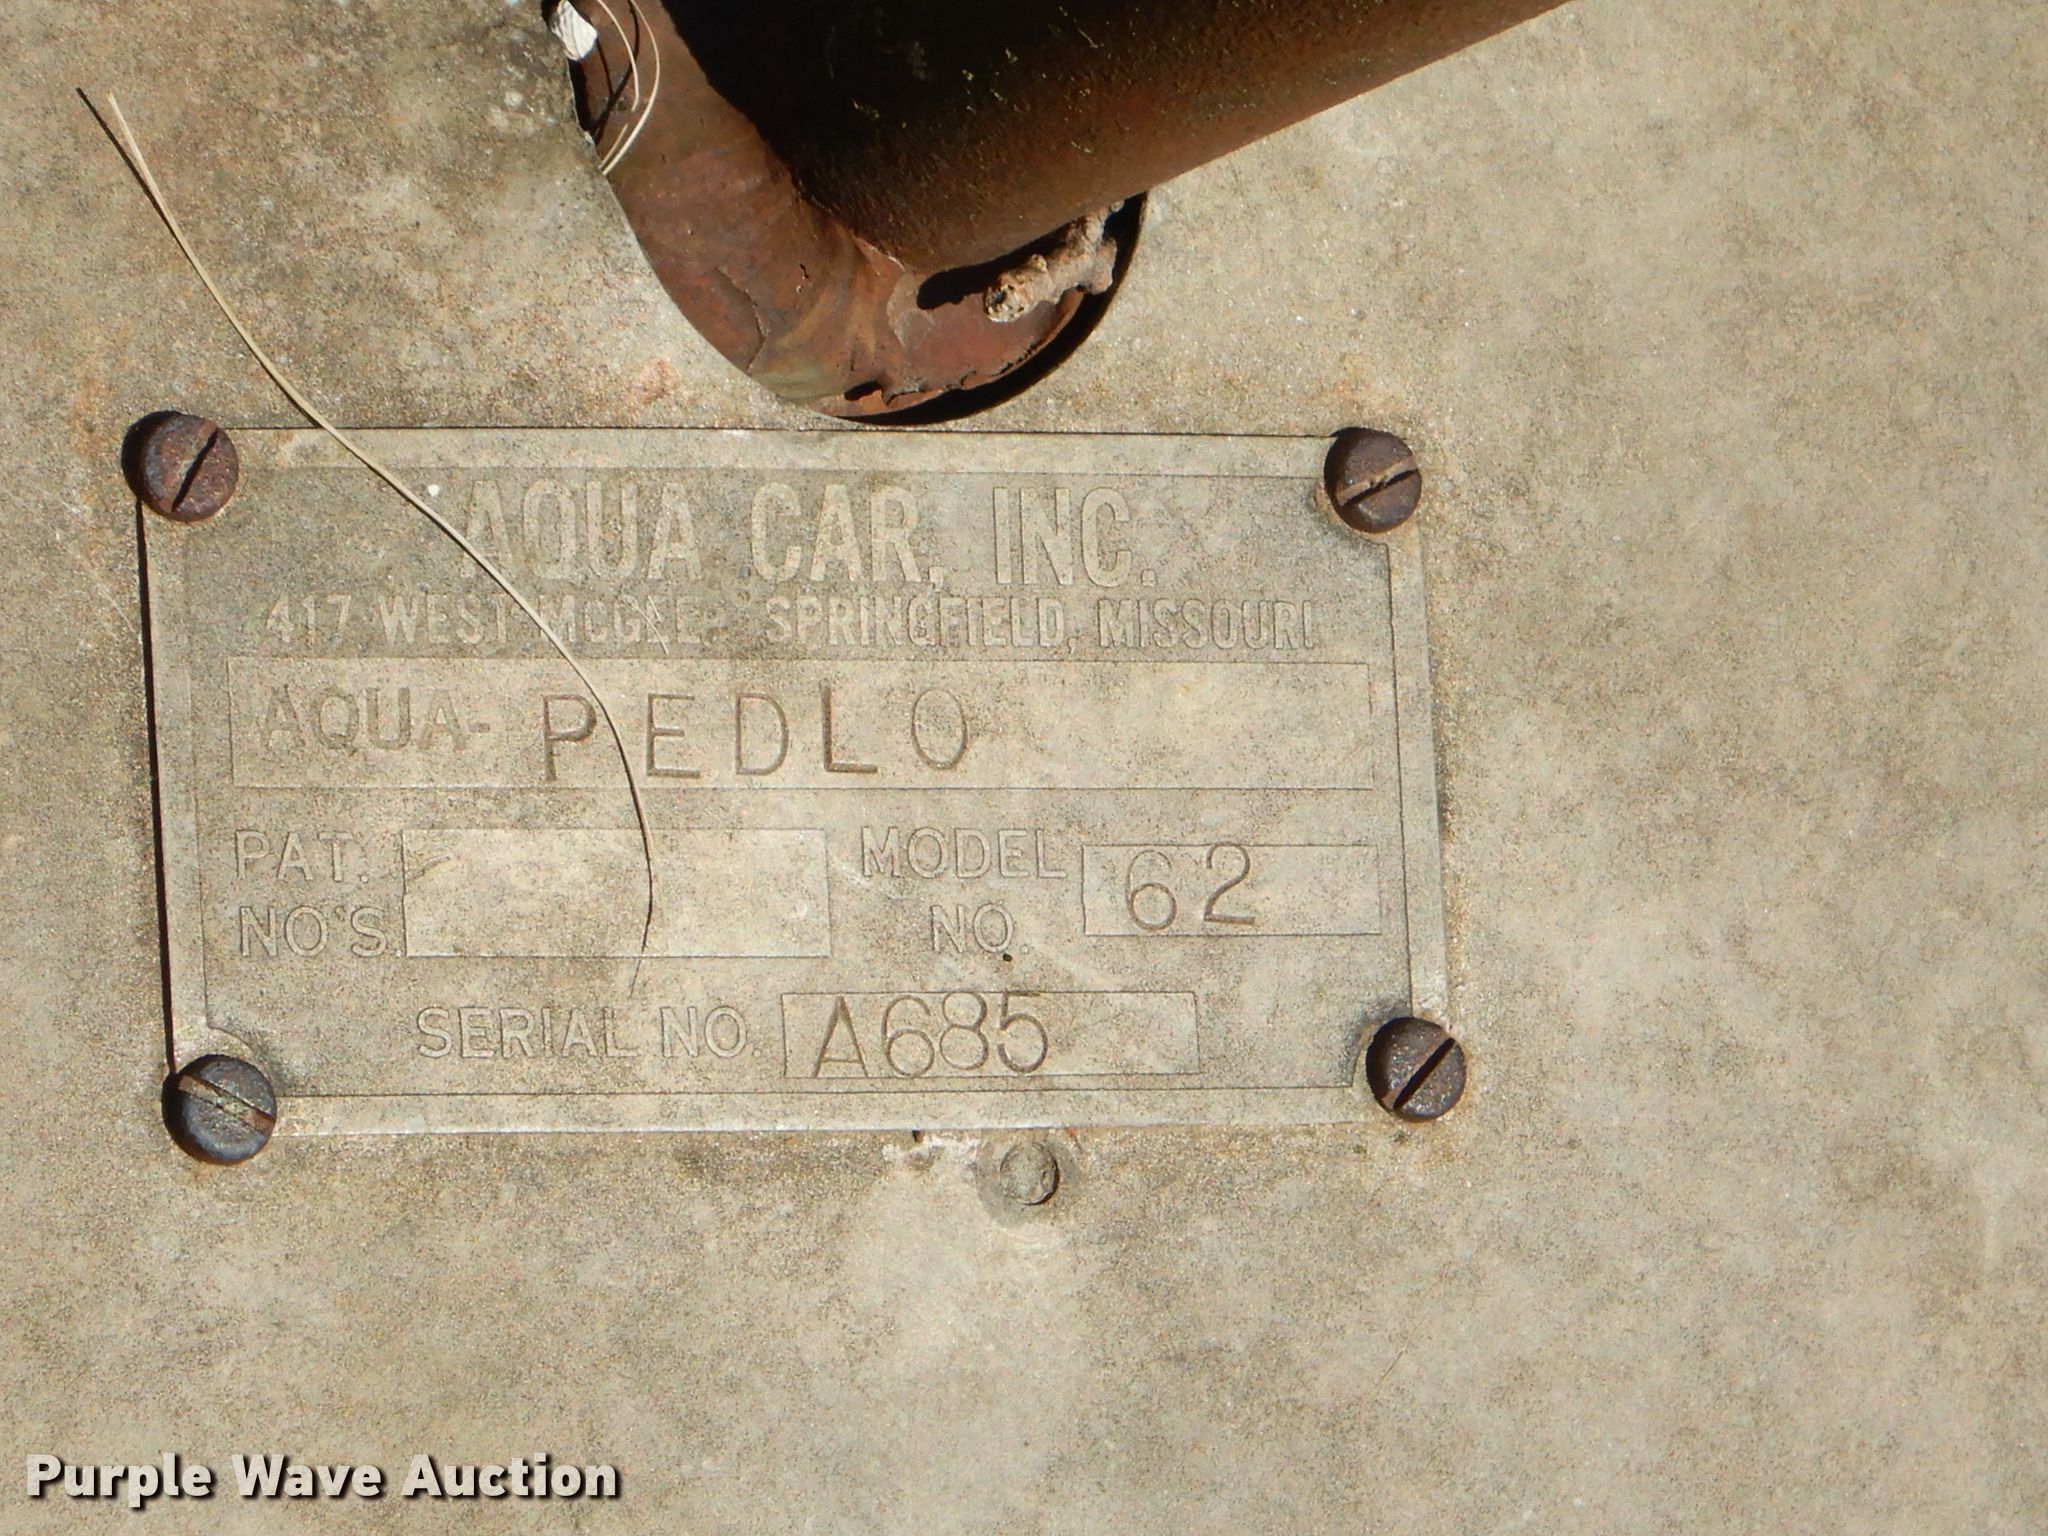 AQUA CAR, INC.
417 WEST McGEE SPRINGFIELD, MISSOURI
AQUA- PEDLO
PAT. NO'S.
MODEL NO. 62
SERIAL NO. A685
Purple Wave Auction